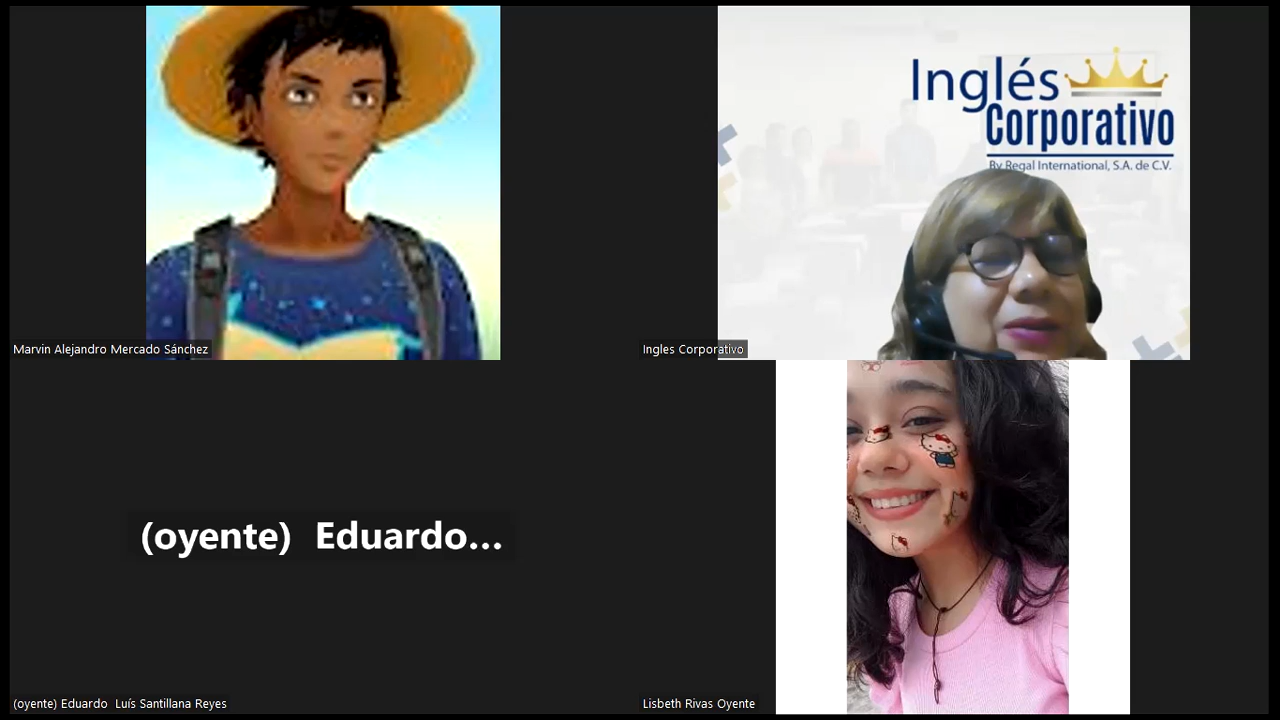 Inglés
Corporativo
By Regal International, S.A. de C.V.
Marvin Alejandro Mercado Sánchez
Ingles Corporativo
(oyente) Eduardo...
(oyente) Eduardo Luís Santillana Reyes
Lisbeth Rivas Oyente